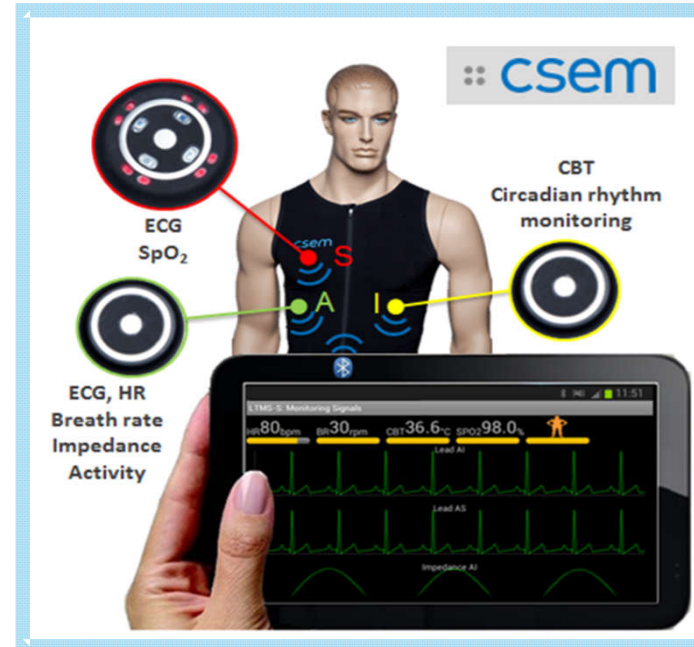 csem
ECG
SpO₂
CBT
Circadian rhythm
monitoring
csem
S
A
I
ECG, HR
Breath rate
Impedance
Activity
11:51
LTMS-S: Monitoring Signals
HR80bpm BR30rpm CBT36.6°C SPO298.0%
Lead AI
Lead AS
Impedance AI